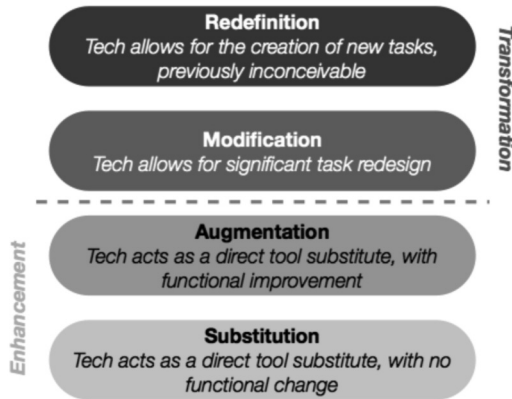 Redefinition
Tech allows for the creation of new tasks,
previously inconceivable
Transformation
Modification
Tech allows for significant task redesign
Augmentation
Tech acts as a direct tool substitute, with
functional improvement
Enhancement
Substitution
Tech acts as a direct tool substitute, with no
functional change